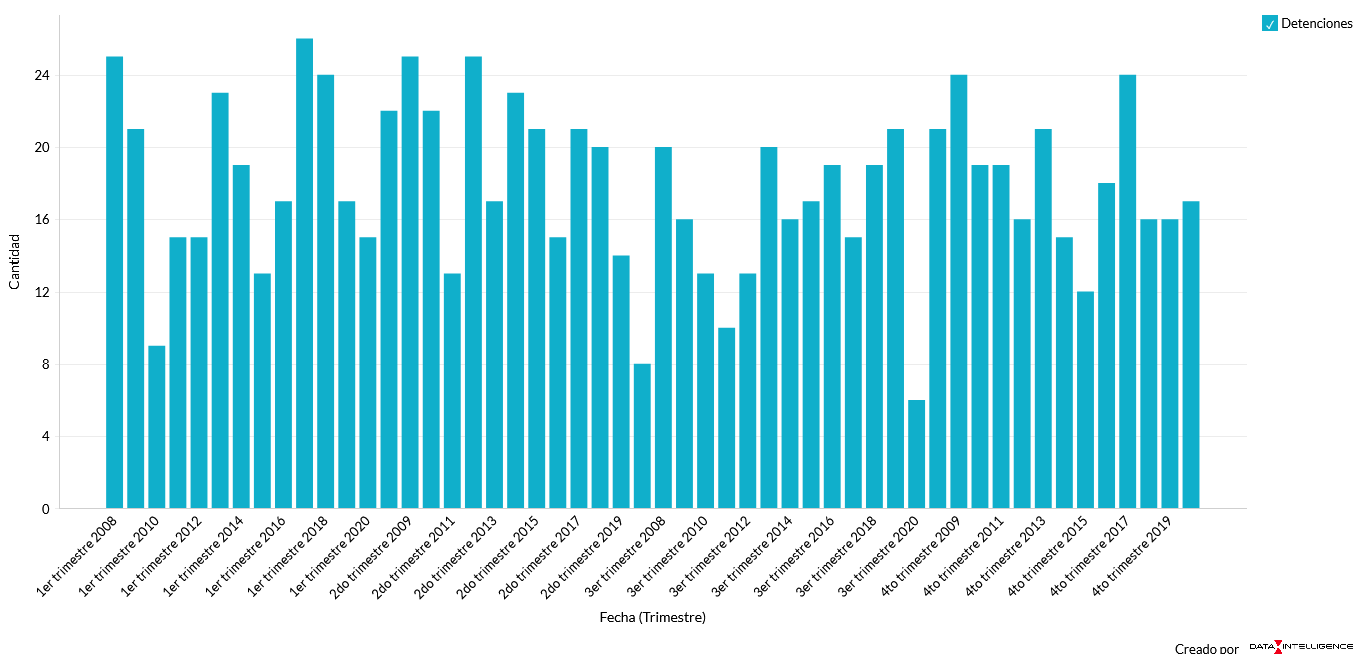 Detenciones
24
20
16
12
8
4
0
Cantidad
1er trimestre 2008
1er trimestre 2010
1er trimestre 2012
1er trimestre 2014
1er trimestre 2016
1er trimestre 2018
1er trimestre 2020
2do trimestre 2009
2do trimestre 2011
2do trimestre 2013
2do trimestre 2015
2do trimestre 2017
2do trimestre 2019
3er trimestre 2008
3er trimestre 2010
3er trimestre 2012
3er trimestre 2014
3er trimestre 2016
3er trimestre 2018
3er trimestre 2020
4to trimestre 2009
4to trimestre 2011
4to trimestre 2013
4to trimestre 2015
4to trimestre 2017
4to trimestre 2019
Fecha (Trimestre)
Creado por DATA INTELLIGENCE